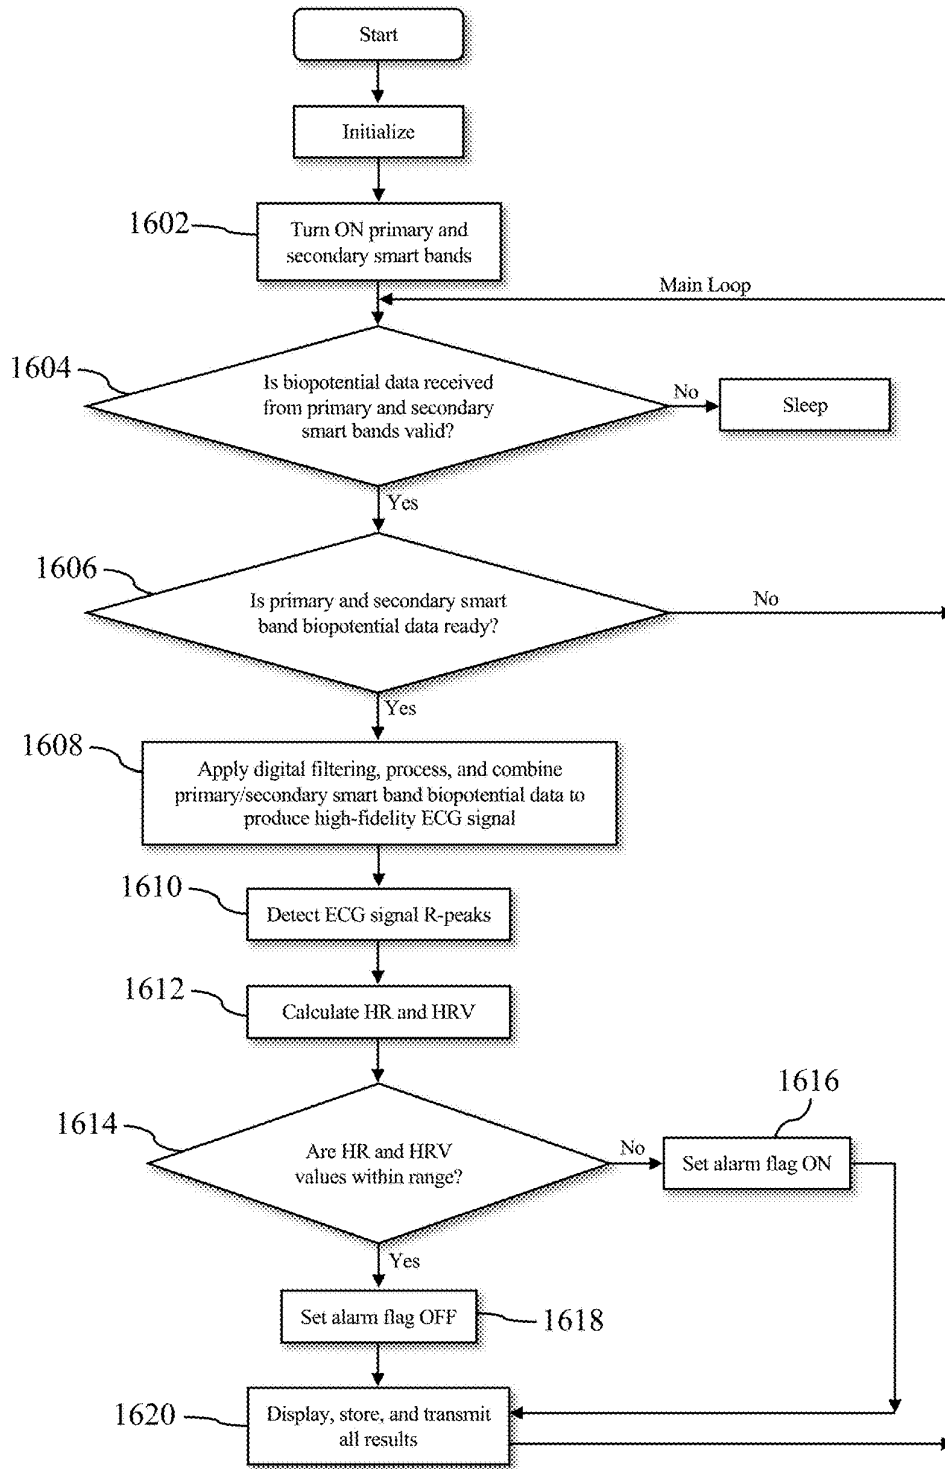 Start
Initialize
1602
Turn ON primary and
secondary smart bands
Main Loop
1604
Is biopotential data received
from primary and secondary
smart bands valid?
No
Sleep
Yes
1606
Is primary and secondary smart
band biopotential data ready?
No
Yes
1608
Apply digital filtering, process, and combine
primary/secondary smart band biopotential data to
produce high-fidelity ECG signal
1610
Detect ECG signal R-peaks
1612
Calculate HR and HRV
1614
Are HR and HRV
values within range?
No
1616
Set alarm flag ON
Yes
Set alarm flag OFF
1618
1620
Display, store, and transmit
all results